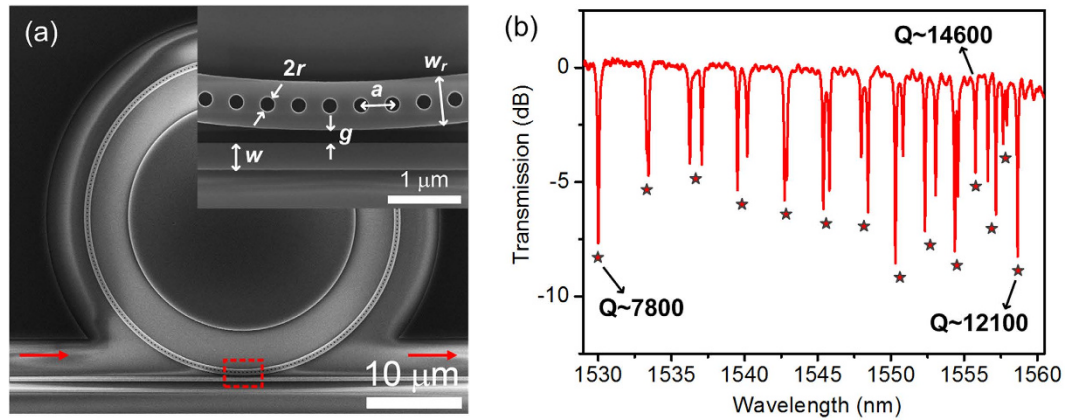 (a)
2r
a
wr
g
w
1 μm
10 μm
(b)
Q~14600
Q~7800
Q~12100
0
-5
-10
Transmission (dB)
1530 1535 1540 1545 1550 1555 1560
Wavelength (nm)